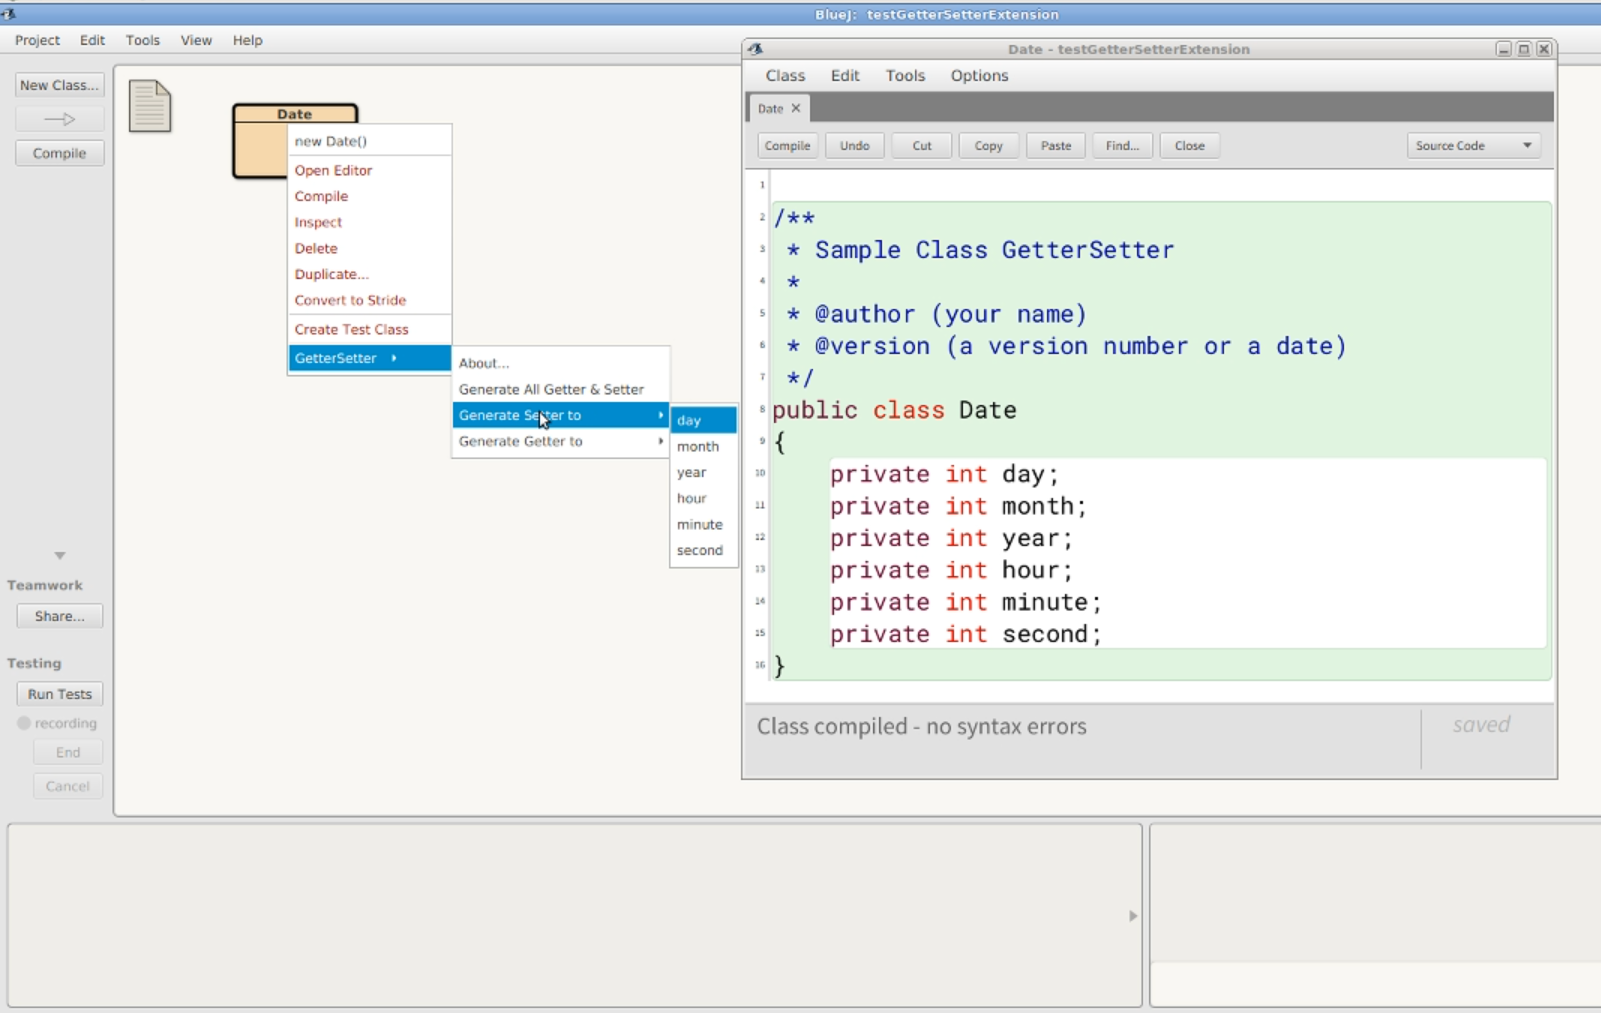 BlueJ: testGetterSetterExtension
Project Edit Tools View Help
New Class...
Compile
Teamwork
Share...
Testing
Run Tests
recording
End
Cancel
Date
new Date()
Open Editor
Compile
Inspect
Delete
Duplicate...
Convert to Stride
Create Test Class
GetterSetter
About...
Generate All Getter & Setter
Generate Setter to
Generate Getter to
day
month
year
hour
minute
second
Date - testGetterSetterExtension
Class Edit Tools Options
Date
Compile Undo Cut Copy Paste Find... Close Source Code
1
2 /**
3 * Sample Class GetterSetter
4 *
5 * @author (your name)
6 * @version (a version number or a date)
7 */
8 public class Date
9 {
10 private int day;
11 private int month;
12 private int year;
13 private int hour;
14 private int minute;
15 private int second;
16 }
Class compiled - no syntax errors
saved